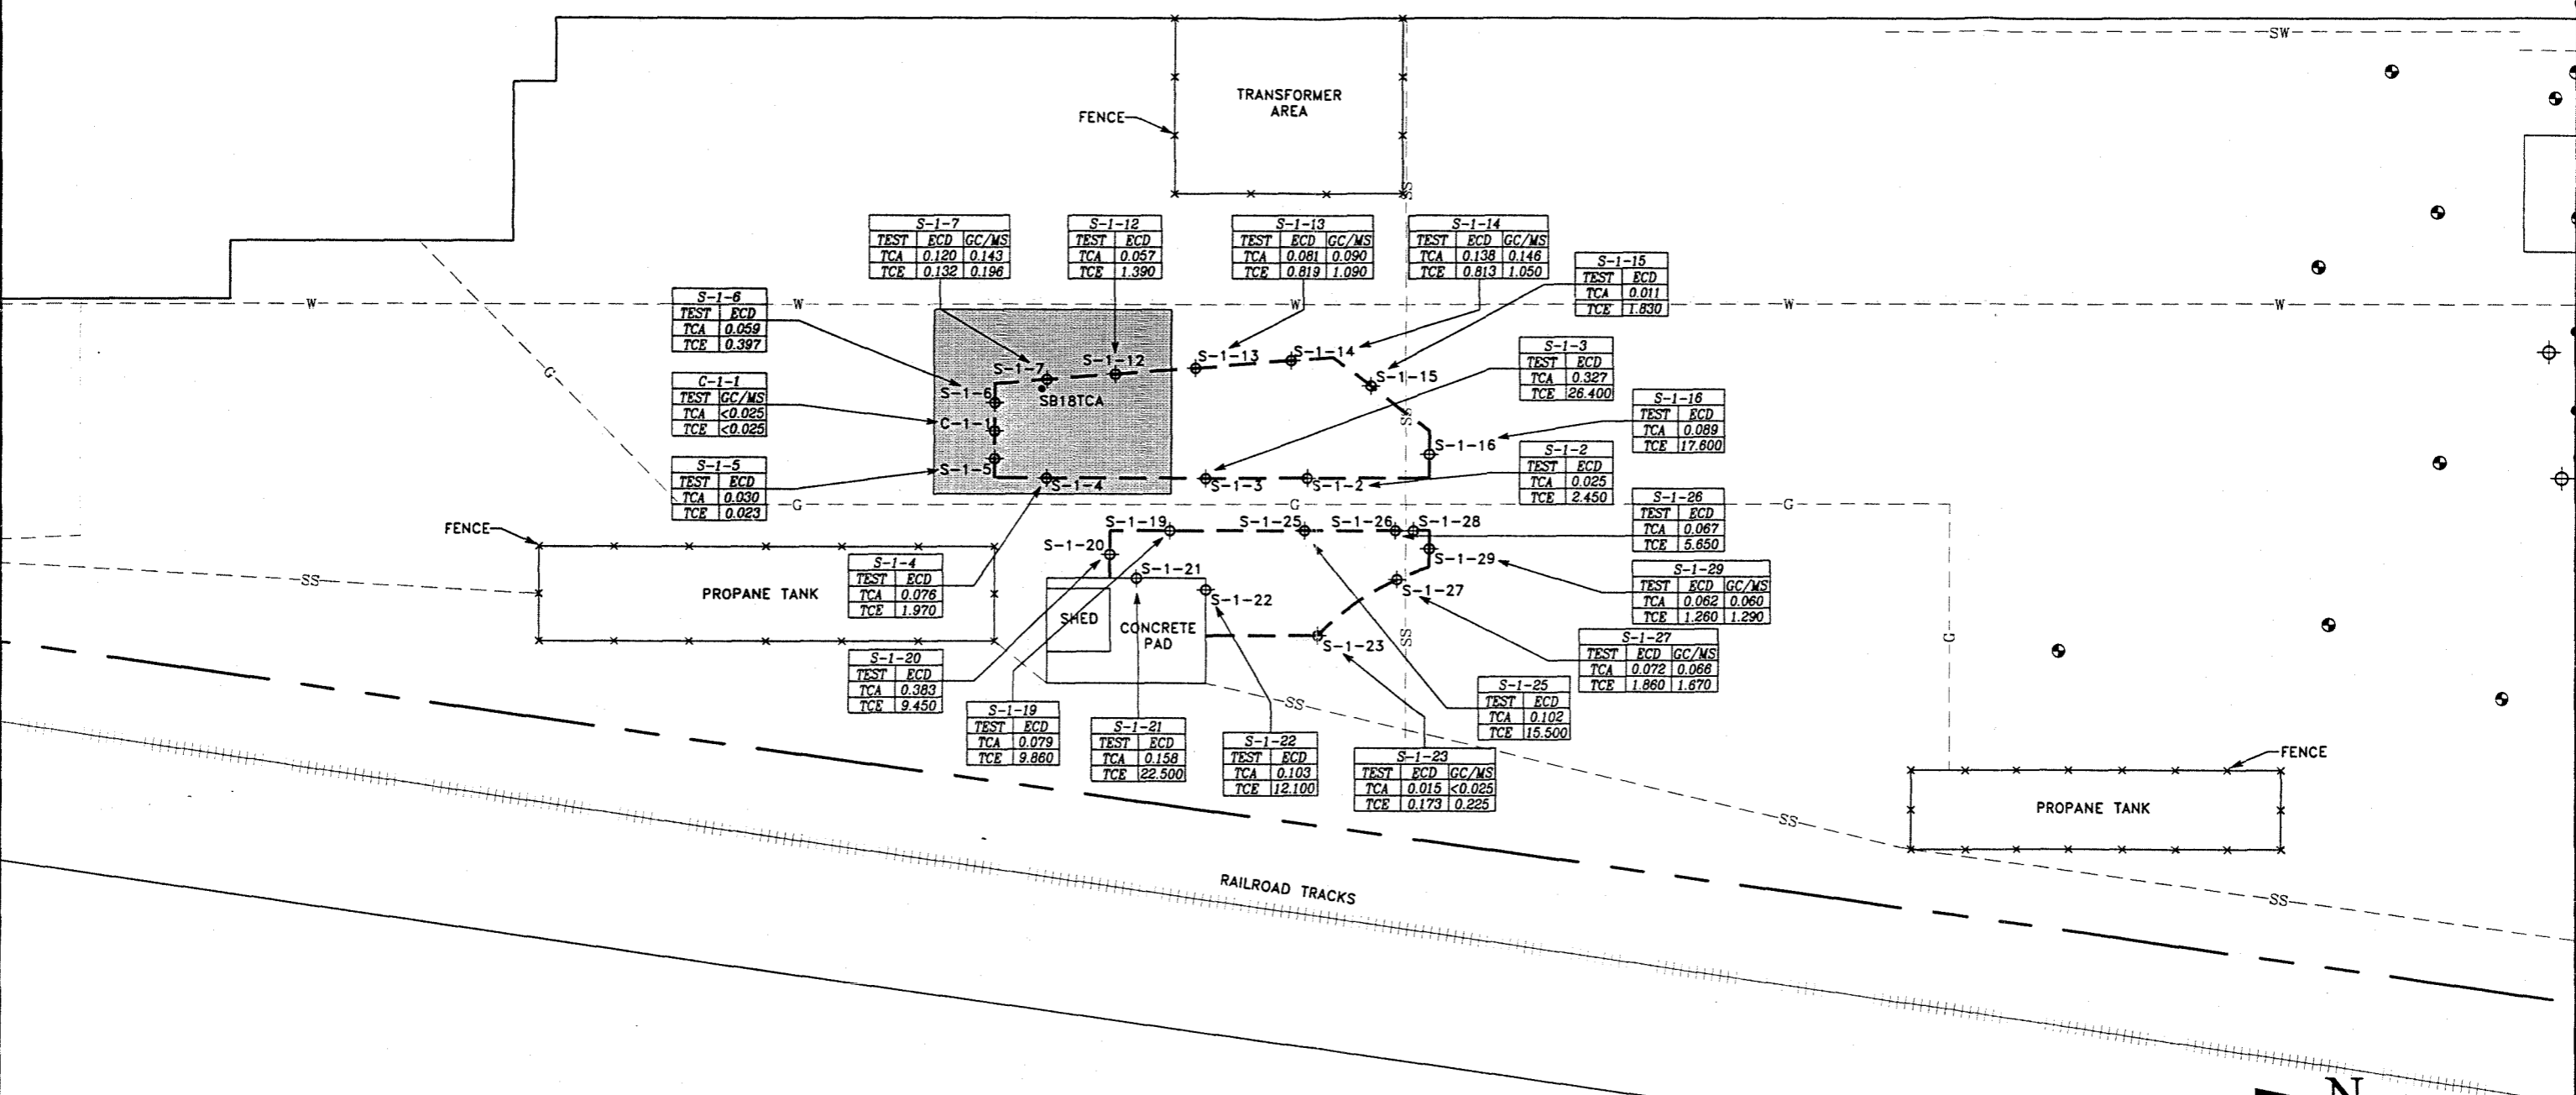 SW
TRANSFORMER
AREA
FENCE
SS
S-1-7
TEST ECD GC/MS
TCA 0.120 0.143
TCE 0.132 0.196
S-1-12
TEST ECD
TCA 0.057
TCE 1.390
S-1-13
TEST ECD GC/MS
TCA 0.081 0.090
TCE 0.819 1.090
S-1-14
TEST ECD GC/MS
TCA 0.138 0.146
TCE 0.813 1.050
S-1-15
TEST ECD
TCA 0.011
TCE 1.830
S-1-6
TEST ECD
TCA 0.059
TCE 0.397
W
W
W
W
W
S-1-3
TEST ECD
TCA 0.327
TCE 26.400
C-1-1
TEST GC/MS
TCA <0.025
TCE <0.025
S-1-16
TEST ECD
TCA 0.089
TCE 17.600
S-1-2
TEST ECD
TCA 0.025
TCE 2.450
S-1-5
TEST ECD
TCA 0.030
TCE 0.023
G
S-1-7
S-1-12
S-1-13
S-1-14
S-1-15
S-1-6
SB18TCA
SS
C-1-1
S-1-16
S-1-5
S-1-4
S-1-3
S-1-2
G
G
G
S-1-26
TEST ECD
TCA 0.067
TCE 5.650
FENCE
S-1-19
S-1-25
S-1-26
S-1-28
S-1-20
S-1-29
SS
PROPANE TANK
S-1-4
TEST ECD
TCA 0.076
TCE 1.970
S-1-21
S-1-22
S-1-27
S-1-29
TEST ECD GC/MS
TCA 0.062 0.060
TCE 1.260 1.290
SHED
CONCRETE
PAD
S-1-23
SS
G
S-1-27
TEST ECD GC/MS
TCA 0.072 0.066
TCE 1.860 1.670
S-1-20
TEST ECD
TCA 0.383
TCE 9.450
S-1-25
TEST ECD
TCA 0.102
TCE 15.500
SS
S-1-19
TEST ECD
TCA 0.079
TCE 9.860
S-1-21
TEST ECD
TCA 0.158
TCE 22.500
S-1-22
TEST ECD
TCA 0.103
TCE 12.100
S-1-23
TEST ECD GC/MS
TCA 0.015 <0.025
TCE 0.173 0.225
FENCE
PROPANE TANK
SS
RAILROAD TRACKS
SS
N